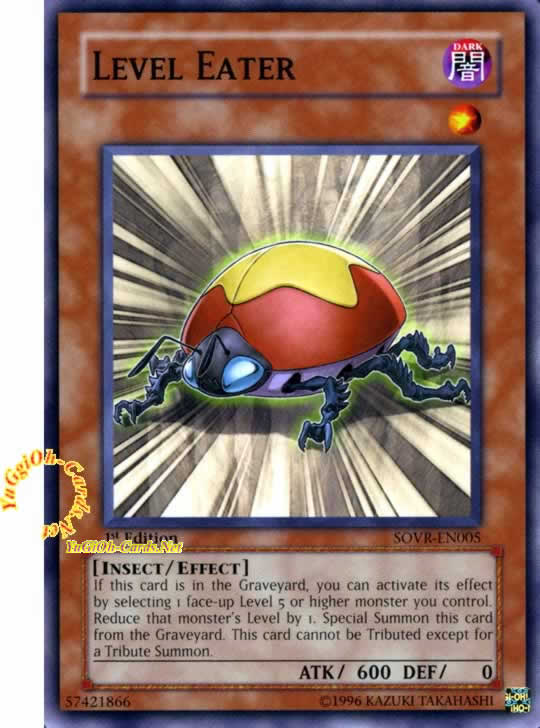 LEVEL EATER
DARK
闇
YuGgiOh-Cards.Net
1st Edition
SOVR-EN005
YuGiOh-Cards.Net
[INSECT/EFFECT]
If this card is in the Graveyard, you can activate its effect
by selecting 1 face-up Level 5 or higher monster you control.
Reduce that monster's Level by 1. Special Summon this card
from the Graveyard. This card cannot be Tributed except for
a Tribute Summon.
ATK/ 600 DEF/ 0
57421866
©1996 KAZUKI TAKAHASHI